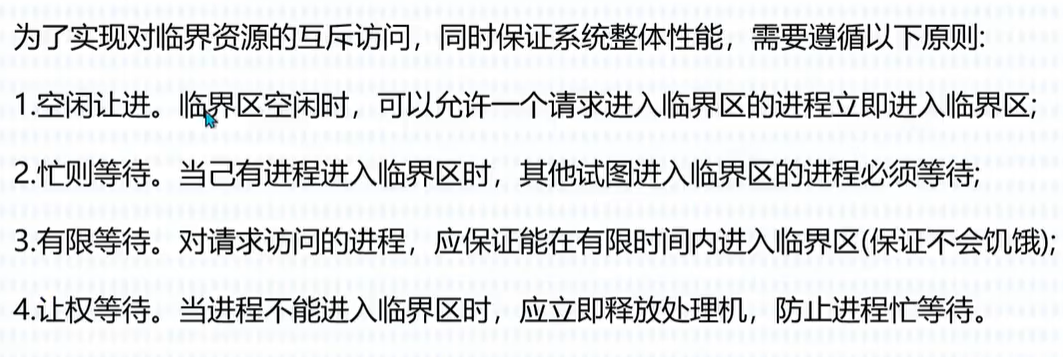 为了实现对临界资源的互斥访问，同时保证系统整体性能，需要遵循以下原则:
1.空闲让进。临界区空闲时，可以允许一个请求进入临界区的进程立即进入临界区;
2.忙则等待。当己有进程进入临界区时，其他试图进入临界区的进程必须等待;
3.有限等待。对请求访问的进程，应保证能在有限时间内进入临界区(保证不会饥饿);
4.让权等待。当进程不能进入临界区时，应立即释放处理机，防止进程忙等待。